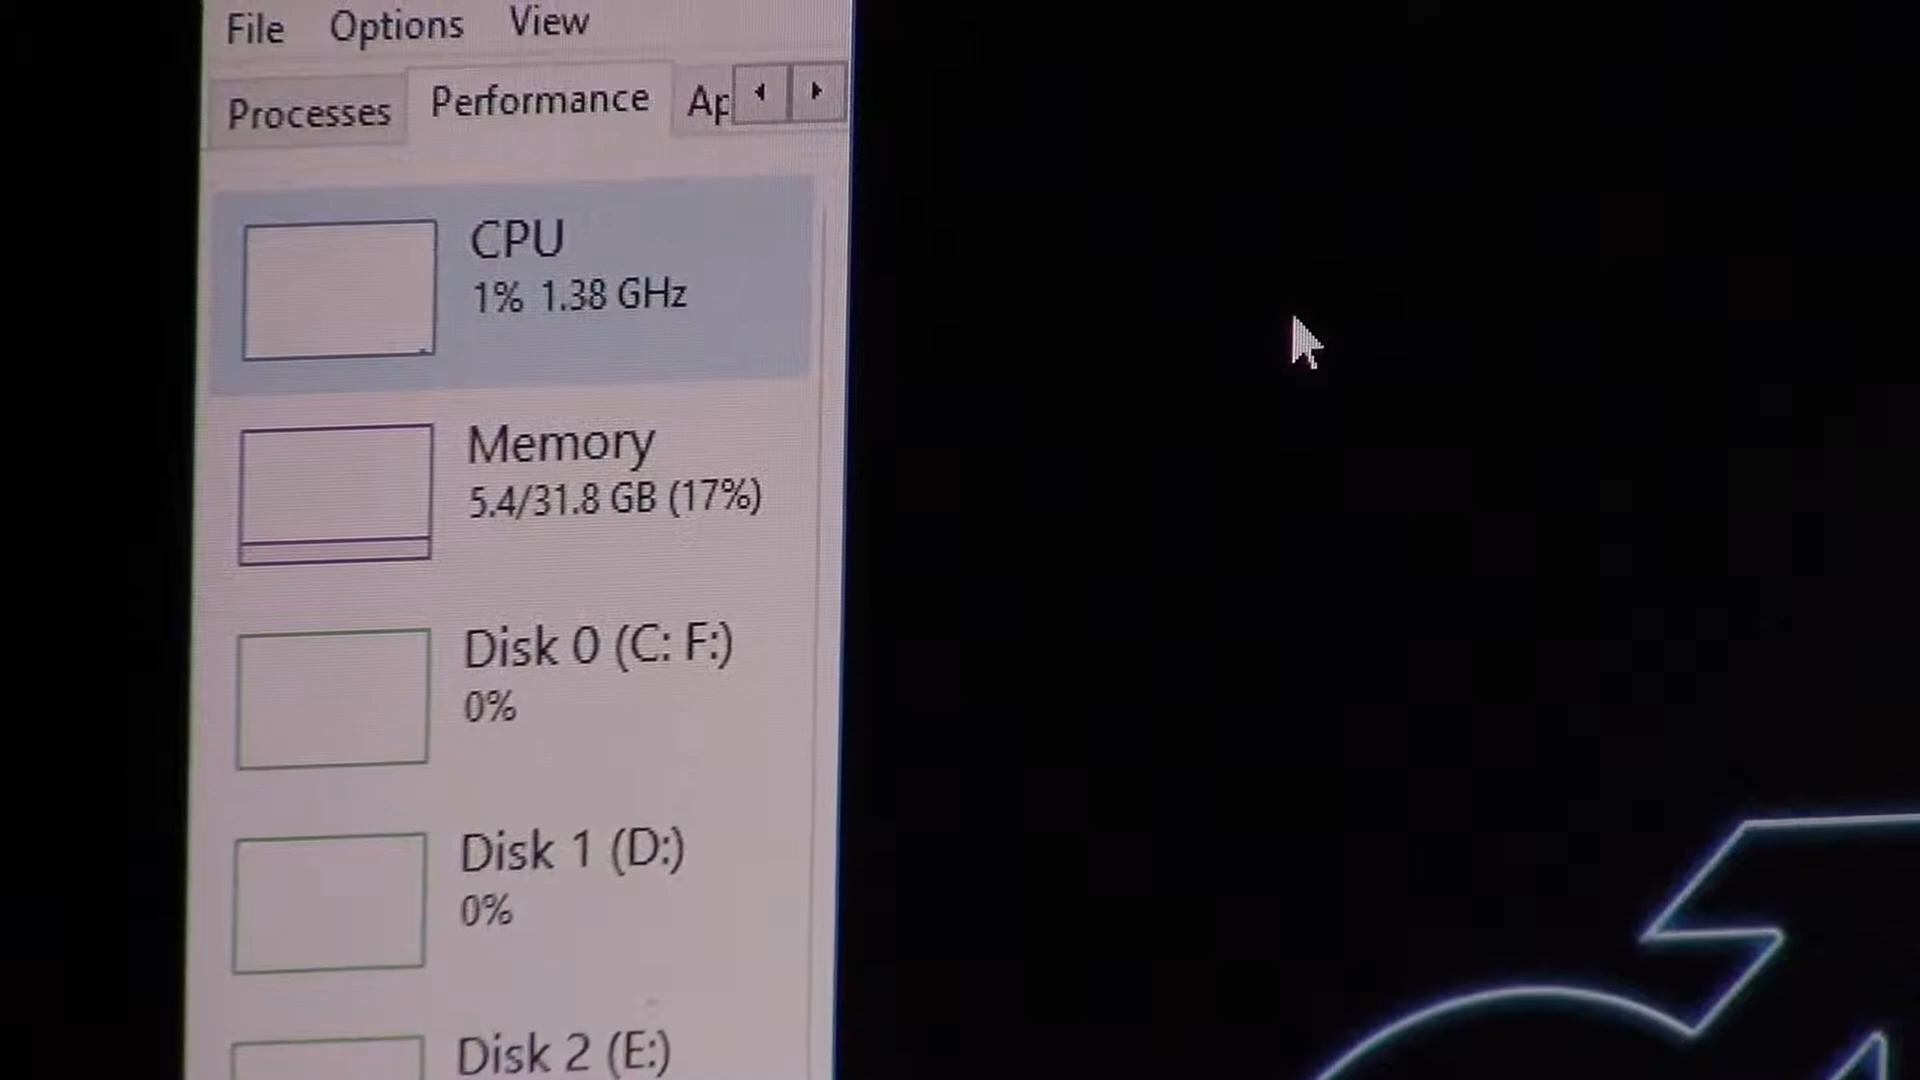 File Options View
Processes Performance Ap
CPU
1% 1.38 GHz
Memory
5.4/31.8 GB (17%)
Disk 0 (C: F:)
0%
Disk 1 (D:)
0%
Disk 2 (E:)